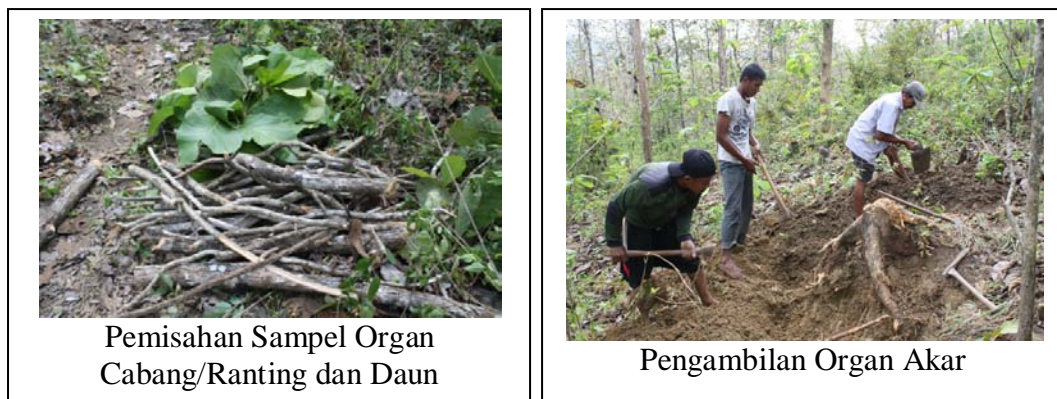 Pemisahan Sampel Organ
Cabang/Ranting dan Daun
Pengambilan Organ Akar